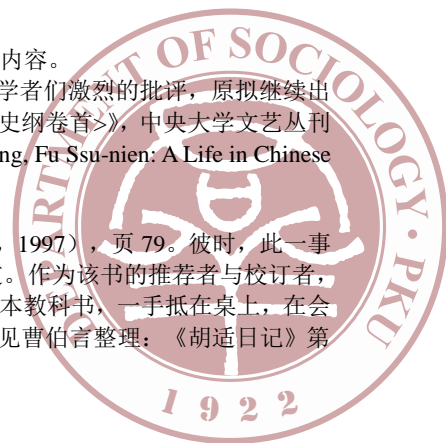 内容。
学者们激烈的批评，原拟继续出
史纲卷首>》，中央大学文艺丛刊
ng, Fu Ssu-nien: A Life in Chinese
，1997），页 79。彼时，此一事
。作为该书的推荐者与校订者，
本教科书，一手抵在桌上，在会
见曹伯言整理：《胡适日记》第
DEPARTMENT OF SOCIOLOGY · PKU
1922